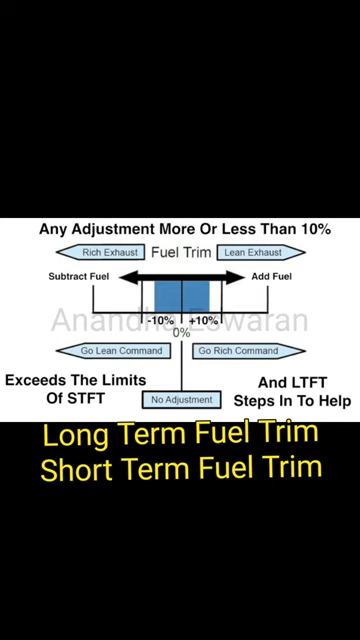 Any Adjustment More Or Less Than 10%
Rich Exhaust Fuel Trim Lean Exhaust
Subtract Fuel Add Fuel
-10% +10%
Anandha Eswaran
0%
Go Lean Command Go Rich Command
Exceeds The Limits And LTFT
Of STFT No Adjustment Steps In To Help
Long Term Fuel Trim
Short Term Fuel Trim